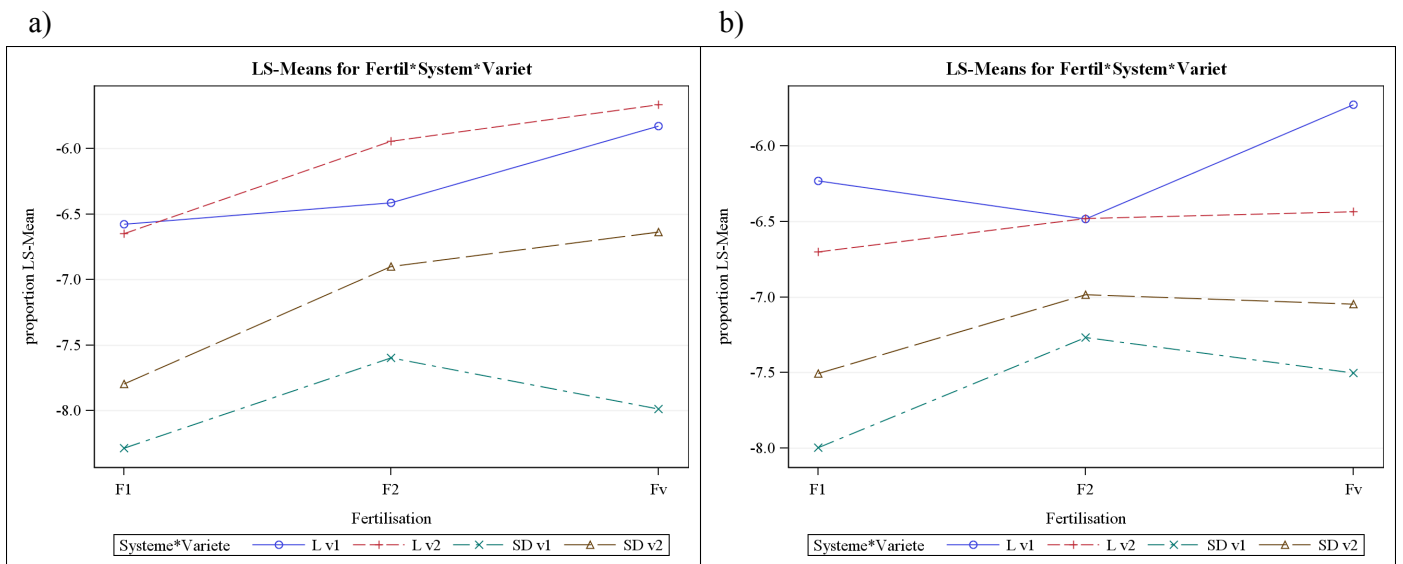 a)
LS-Means for Fertil*System*Variet
proportion LS-Mean
-6.0
-6.5
-7.0
-7.5
-8.0
F1
F2
Fv
Fertilisation
Systeme*Variete L v1 L v2 SD v1 SD v2
b)
LS-Means for Fertil*System*Variet
proportion LS-Mean
-6.0
-6.5
-7.0
-7.5
-8.0
F1
F2
Fv
Fertilisation
Systeme*Variete L v1 L v2 SD v1 SD v2